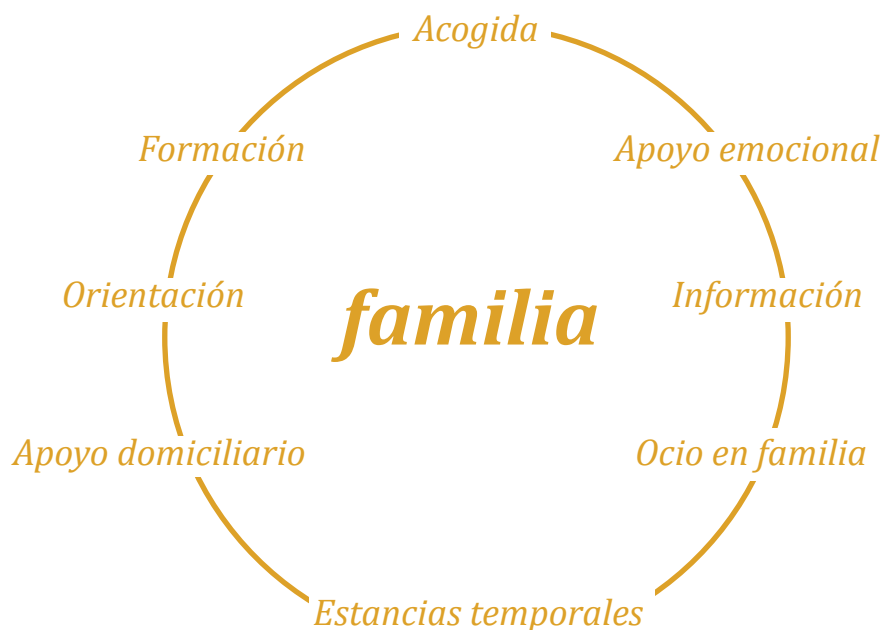 Acogida
Formación
Apoyo emocional
Orientación
Información
familia
Apoyo domiciliario
Ocio en familia
Estancias temporales